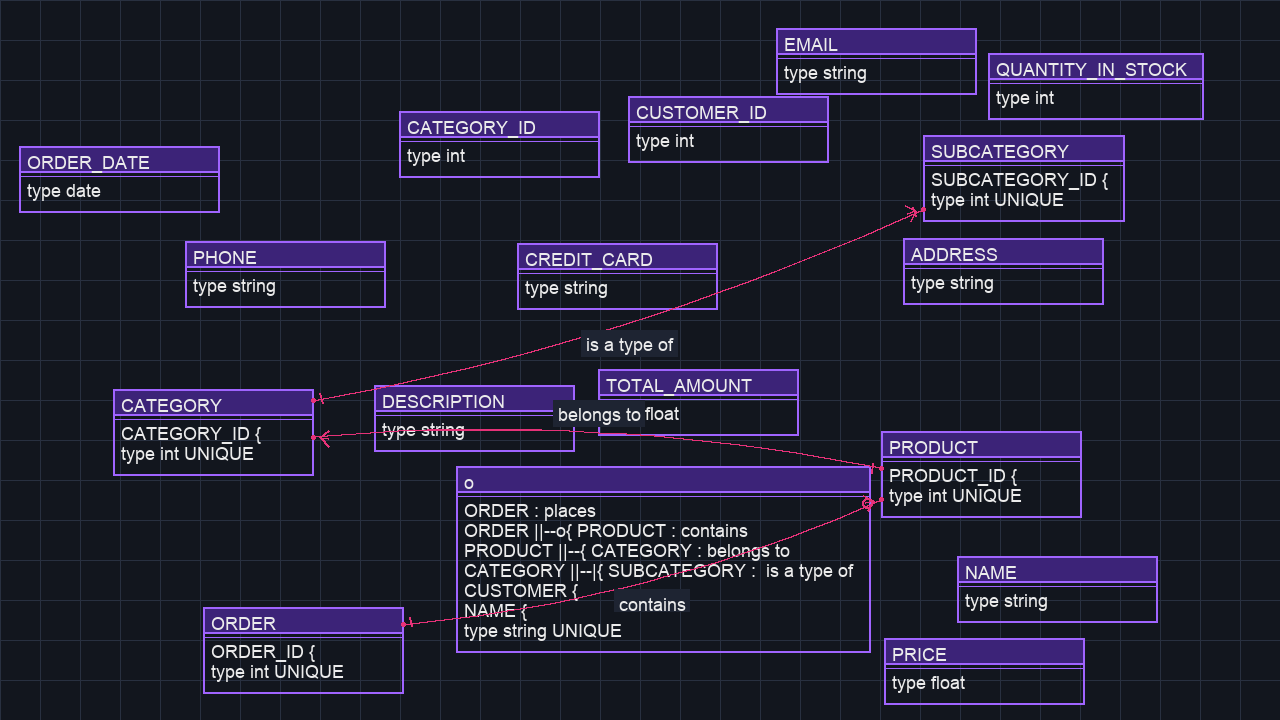 EMAIL
type string
QUANTITY_IN_STOCK
type int
CATEGORY_ID
type int
CUSTOMER_ID
type int
SUBCATEGORY
SUBCATEGORY_ID {
type int UNIQUE
ORDER_DATE
type date
PHONE
type string
CREDIT_CARD
type string
ADDRESS
type string
is a type of
CATEGORY
CATEGORY_ID {
type int UNIQUE
DESCRIPTION
type string
TOTAL_AMOUNT
float
belongs to
PRODUCT
PRODUCT_ID {
type int UNIQUE
o
ORDER : places
ORDER ||--o{ PRODUCT : contains
PRODUCT ||--{ CATEGORY : belongs to
CATEGORY ||--|{ SUBCATEGORY :  is a type of
CUSTOMER {
NAME {
type string UNIQUE
contains
NAME
type string
ORDER
ORDER_ID {
type int UNIQUE
PRICE
type float